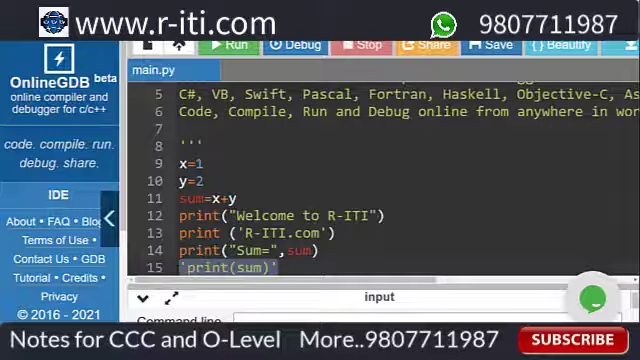 www.r-iti.com
9807711987
OnlineGDB beta
online compiler and
debugger for c/c++
code. compile. run.
debug. share.
IDE
About • FAQ • Blog
Terms of Use •
Contact Us • GDB
Tutorial • Credits •
Privacy
© 2016 - 2021
Run
Debug
Stop
Share
Save
{ } Beautify
main.py
5 C#, VB, Swift, Pascal, Fortran, Haskell, Objective-C, As
6 Code, Compile, Run and Debug online from anywhere in wor
7
8 '''
9 x=1
10 y=2
11 sum=x+y
12 print("Welcome to R-ITI")
13 print ('R-ITI.com')
14 print("Sum=",sum)
15 'print(sum)'
input
Command line
Notes for CCC and O-Level More..9807711987
SUBSCRIBE